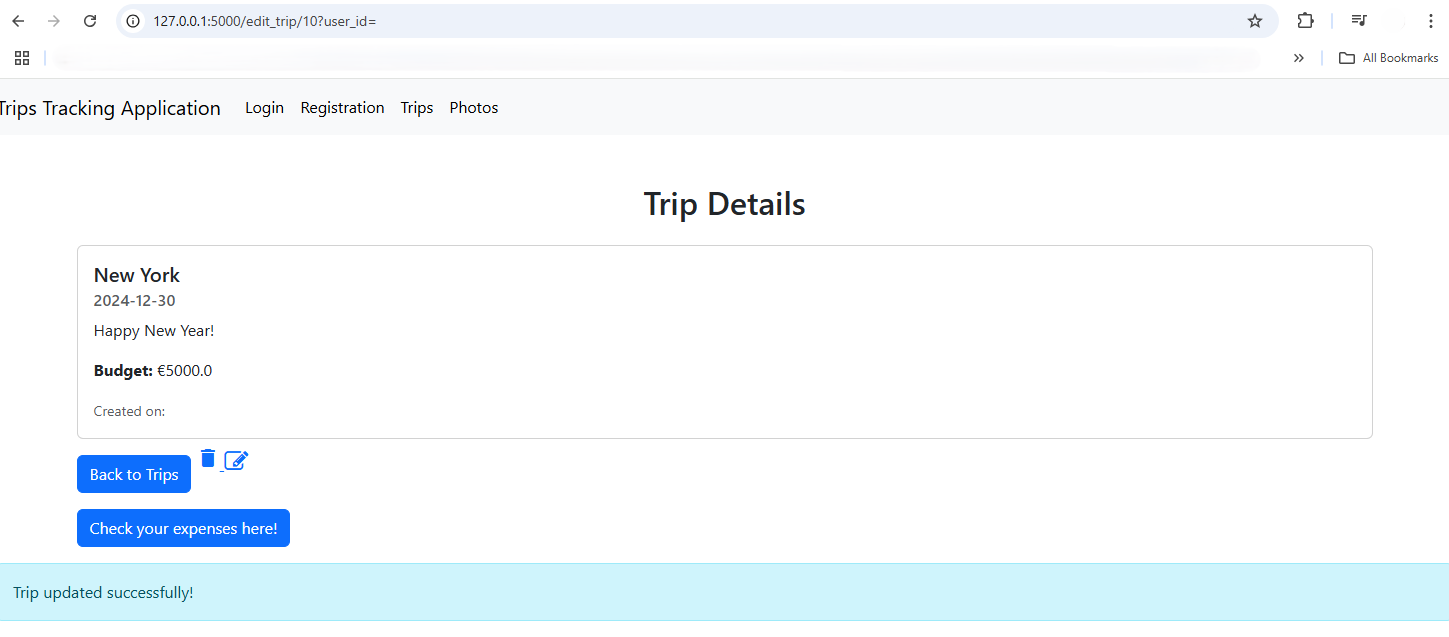 127.0.0.1:5000/edit_trip/10?user_id=
All Bookmarks
Trips Tracking Application Login Registration Trips Photos
Trip Details
New York
2024-12-30
Happy New Year!
Budget: €5000.0
Created on:
Back to Trips
Check your expenses here!
Trip updated successfully!